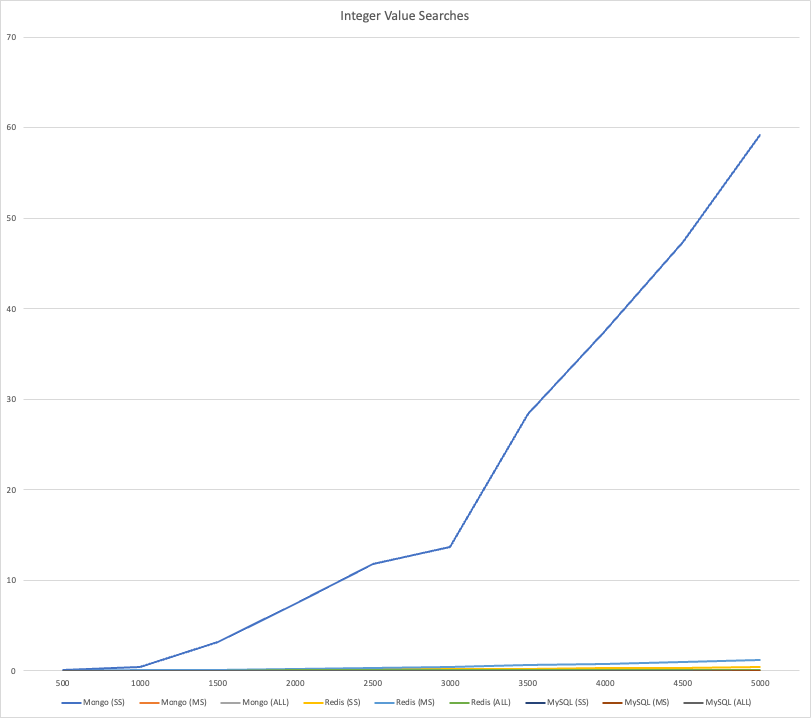 Integer Value Searches
70
60
50
40
30
20
10
0
500 1000 1500 2000 2500 3000 3500 4000 4500 5000
Mongo (SS) Mongo (MS) Mongo (ALL) Redis (SS) Redis (MS) Redis (ALL) MySQL (SS) MySQL (MS) MySQL (ALL)